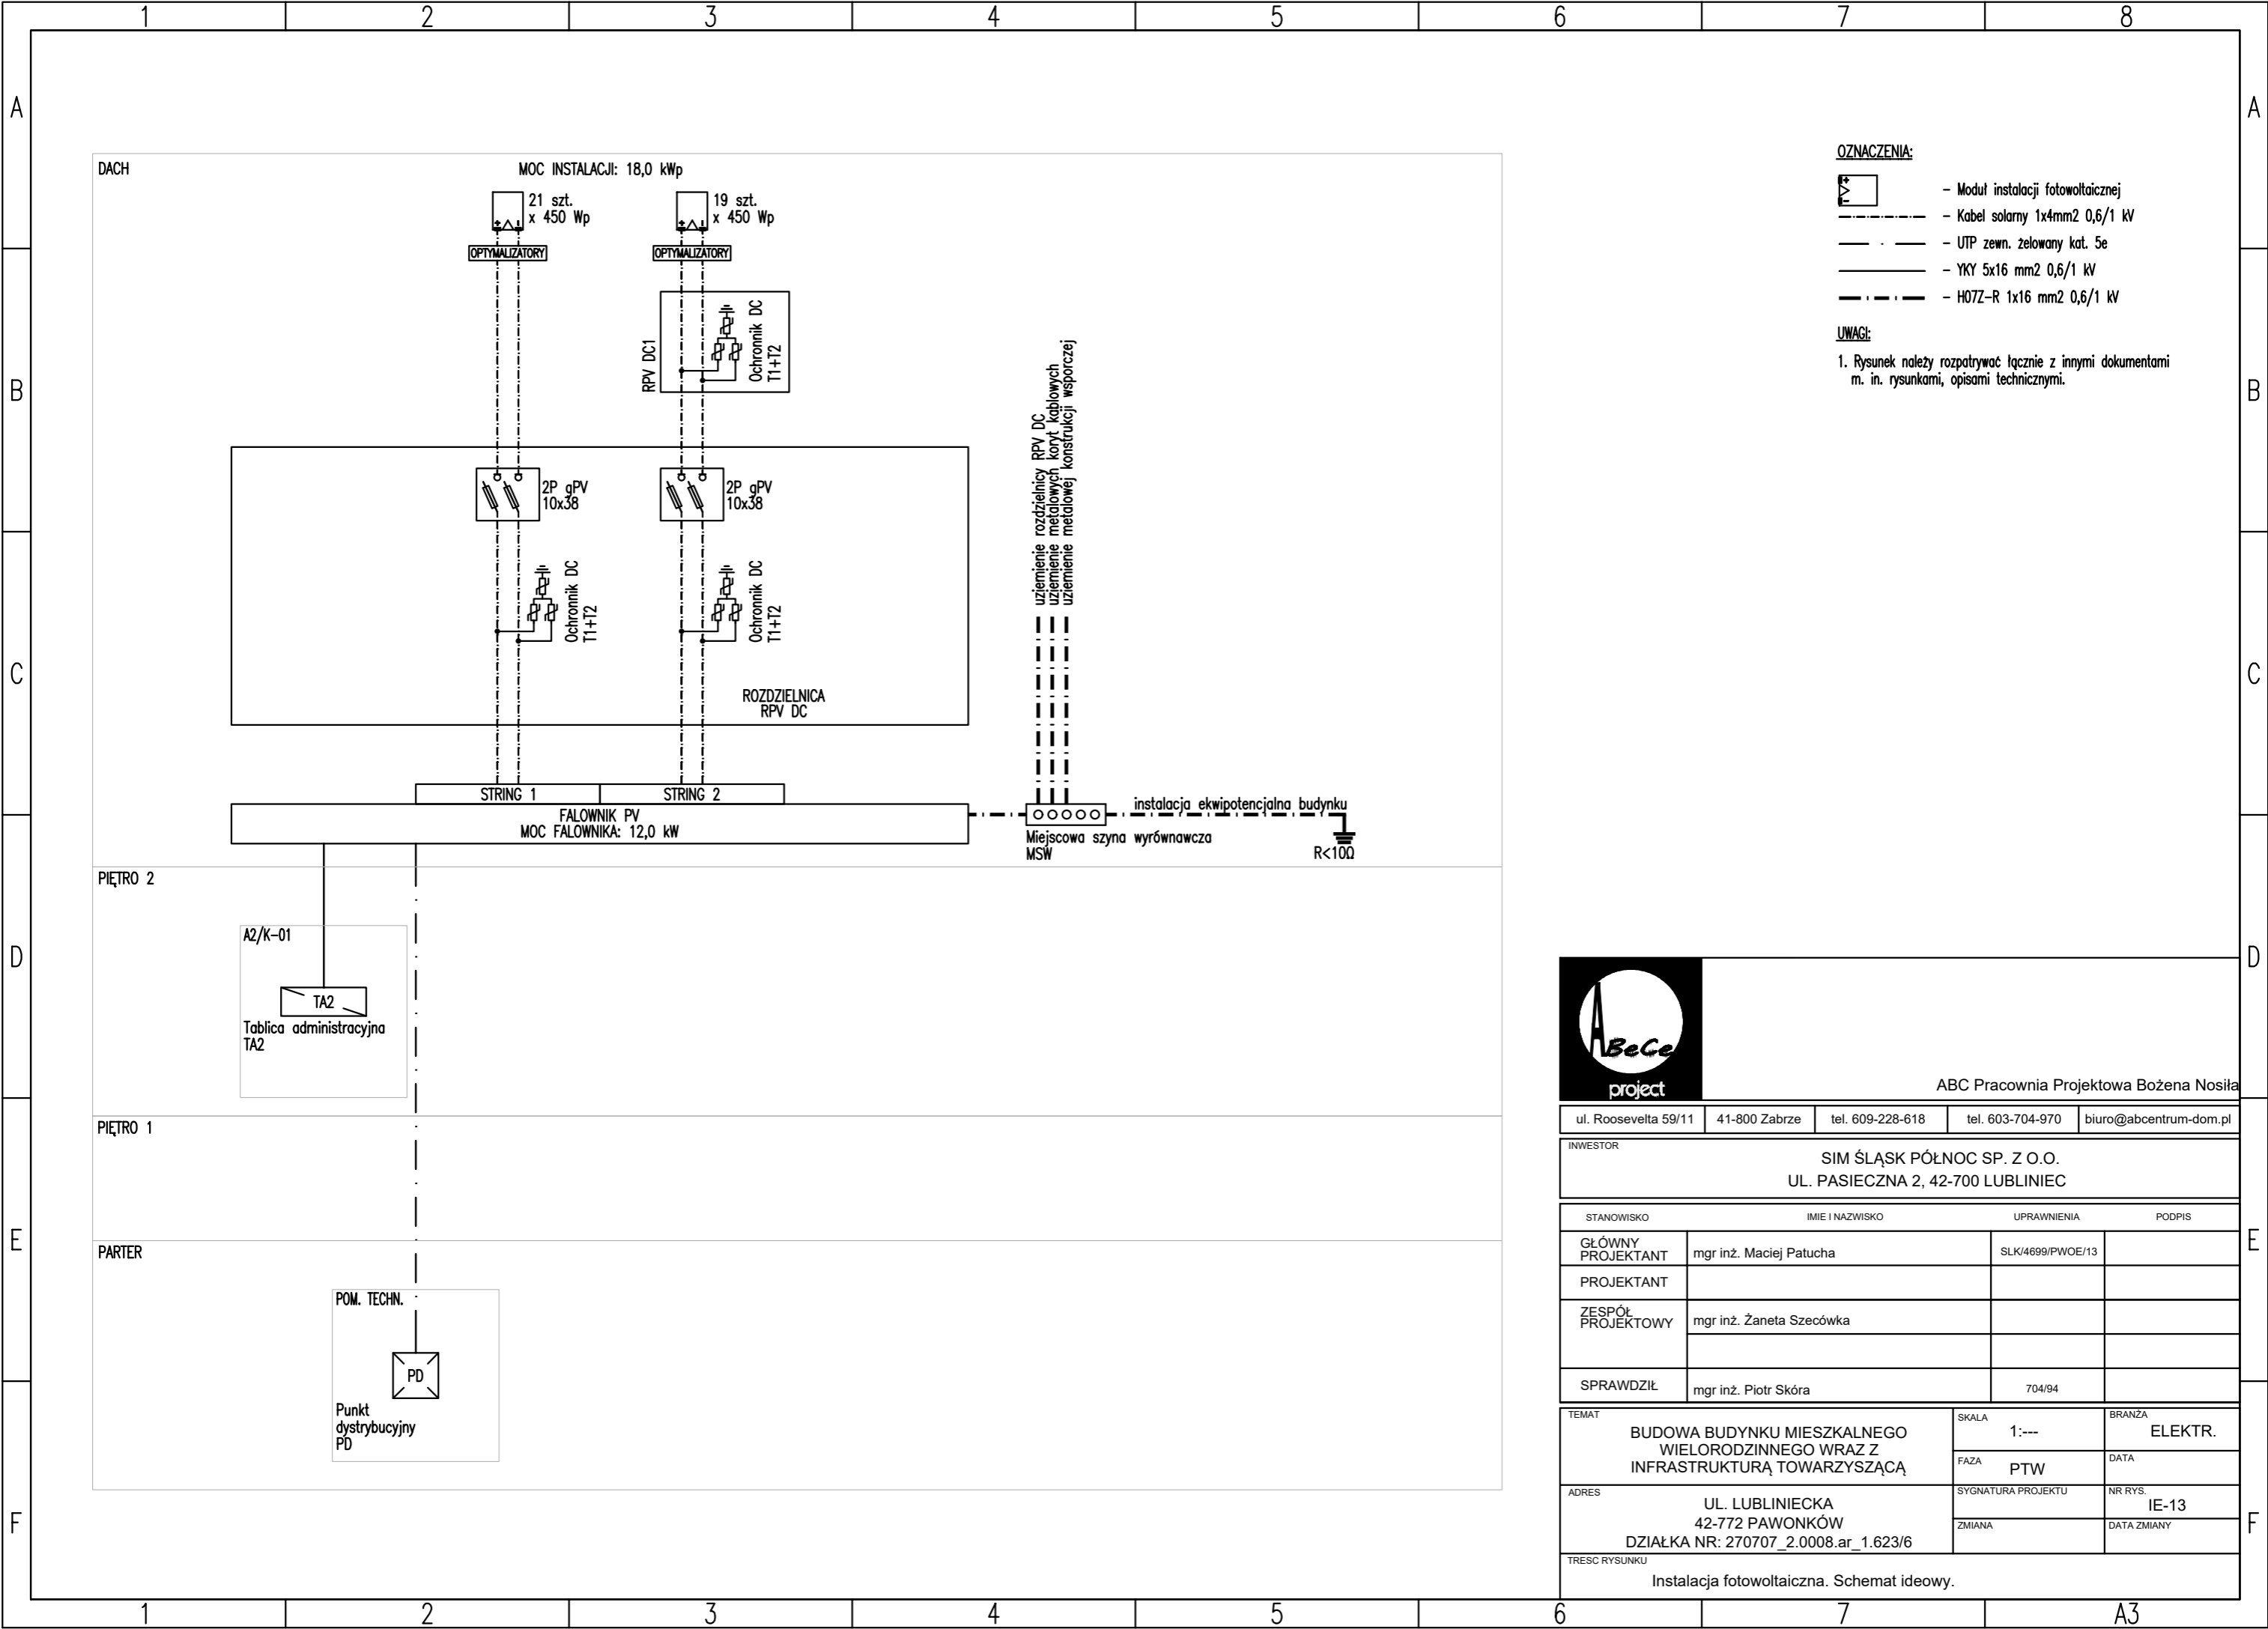 1 2 3 4 5 6 7 8
A A
B B
C C
D D
E E
F F
DACH
MOC INSTALACJI: 18,0 kWp
21 szt.
x 450 Wp
19 szt.
x 450 Wp
OPTYMALIZATORY
OPTYMALIZATORY
RPV DC1
Ochronnik DC
T1+T2
2P gPV
10x38
2P gPV
10x38
Ochronnik DC
T1+T2
Ochronnik DC
T1+T2
ROZDZIELNICA
RPV DC
uziemienie rozdzielnicy RPV DC
uziemienie metalowych koryt kablowych
uziemienie metalowej konstrukcji wsporczej
STRING 1
STRING 2
FALOWNIK PV
MOC FALOWNIKA: 12,0 kW
instalacja ekwipotencjalna budynku
Miejscowa szyna wyrównawcza
MSW
R<10Ω
PIĘTRO 2
A2/K-01
TA2
Tablica administracyjna
TA2
PIĘTRO 1
PARTER
POM. TECHN.
PD
Punkt
dystrybucyjny
PD
OZNACZENIA:
- Moduł instalacji fotowoltaicznej
- Kabel solarny 1x4mm2 0,6/1 kV
- UTP zewn. żelowany kat. 5e
- YKY 5x16 mm2 0,6/1 kV
- H07Z-R 1x16 mm2 0,6/1 kV
UWAGI:
1. Rysunek należy rozpatrywać łącznie z innymi dokumentami
m. in. rysunkami, opisami technicznymi.
ABeCe
project
ABC Pracownia Projektowa Bożena Nosiła
ul. Roosevelta 59/11 41-800 Zabrze tel. 609-228-618 tel. 603-704-970 biuro@abcentrum-dom.pl
INWESTOR
SIM ŚLĄSK PÓŁNOC SP. Z O.O.
UL. PASIECZNA 2, 42-700 LUBLINIEC
STANOWISKO IMIE I NAZWISKO UPRAWNIENIA PODPIS
GŁÓWNY
PROJEKTANT mgr inż. Maciej Patucha SLK/4699/PWOE/13
PROJEKTANT
ZESPÓŁ
PROJEKTOWY mgr inż. Żaneta Szecówka
SPRAWDZIŁ mgr inż. Piotr Skóra 704/94
TEMAT
BUDOWA BUDYNKU MIESZKALNEGO
WIELORODZINNEGO WRAZ Z
INFRASTRUKTURĄ TOWARZYSZĄCĄ
SKALA
1:---
BRANŻA
ELEKTR.
FAZA
PTW
DATA
ADRES
UL. LUBLINIECKA
42-772 PAWONKÓW
DZIAŁKA NR: 270707_2.0008.ar_1.623/6
SYGNATURA PROJEKTU
NR RYS.
IE-13
ZMIANA
DATA ZMIANY
TRESC RYSUNKU
Instalacja fotowoltaiczna. Schemat ideowy.
1 2 3 4 5 6 7 A3